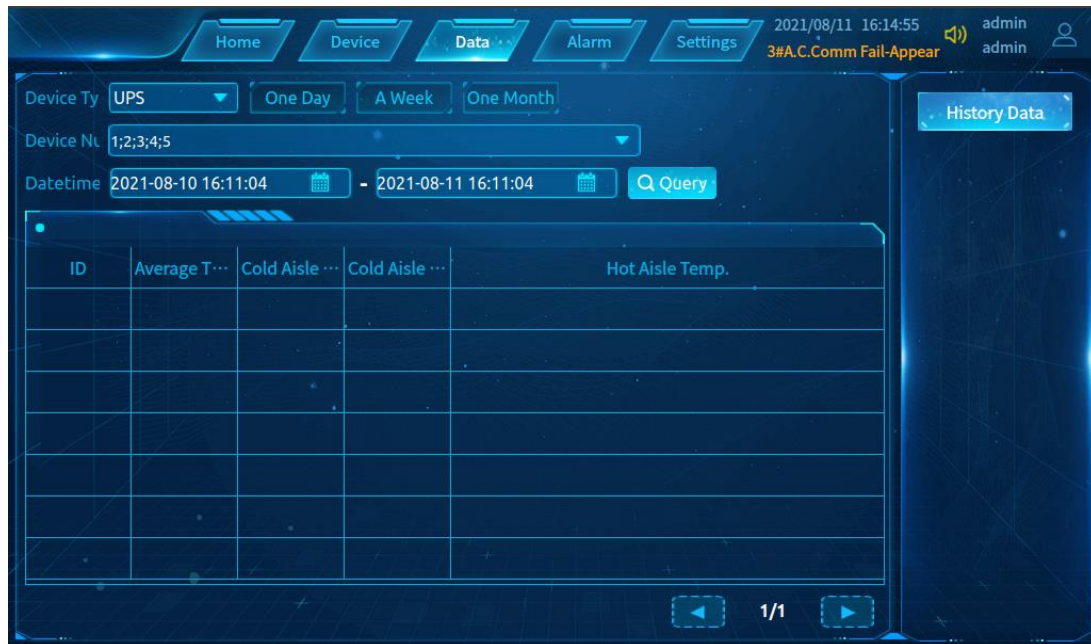 Home Device Data Alarm Settings 2021/08/11 16:14:55 admin
3#A.C.Comm Fail-Appear admin
Device Ty UPS One Day A Week One Month
History Data
Device Nu 1;2;3;4;5
Datetime 2021-08-10 16:11:04 - 2021-08-11 16:11:04 Query
ID Average T··· Cold Aisle ··· Cold Aisle ··· Hot Aisle Temp.
1/1